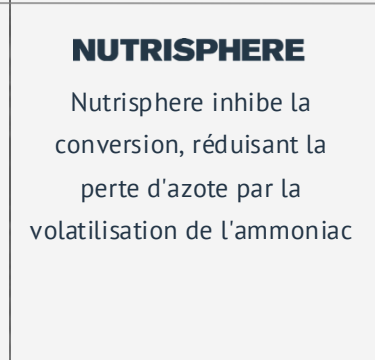 NUTRISPHERE
Nutrisphere inhibe la
conversion, réduisant la
perte d'azote par la
volatilisation de l'ammoniac